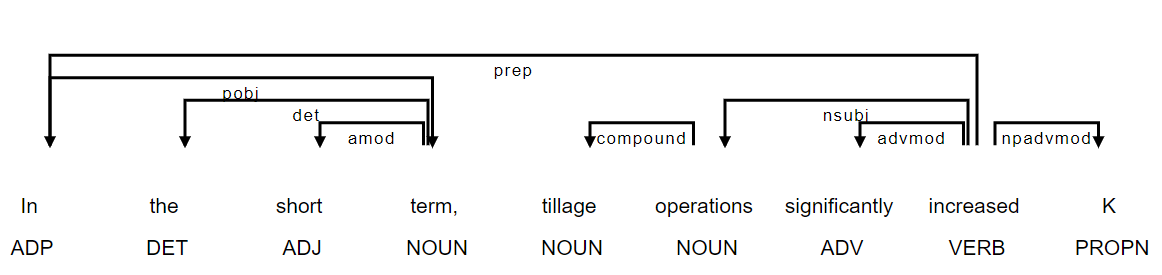 prep
pobj
det nsubj
amod compound advmod npadvmod
In the short term, tillage operations significantly increased K
ADP DET ADJ NOUN NOUN NOUN ADV VERB PROPN